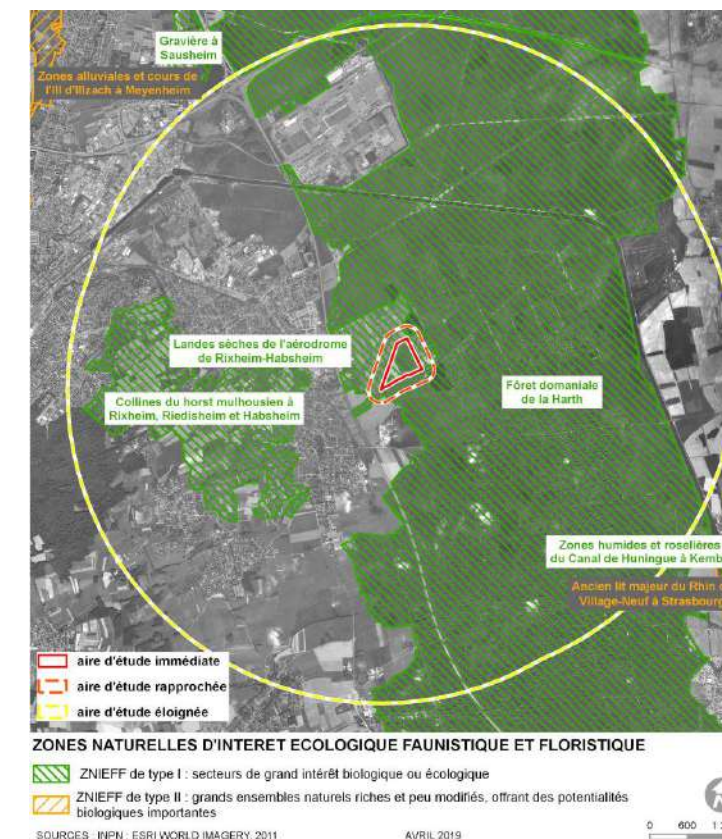 Gravière à
Sausheim
Zones alluviales et cours de
l'Ill d'Illzach à Meyenheim
Landes sèches de l'aérodrome
de Rixheim-Habsheim
Collines du horst mulhousien à
Rixheim, Riedisheim et Habsheim
Fôret domaniale
de la Harth
Zones humides et roselières
du Canal de Huningue à Kemb
Ancien lit majeur du Rhin
Village-Neuf à Strasbourg
aire d'étude immédiate
aire d'étude rapprochée
aire d'étude éloignée
ZONES NATURELLES D'INTERET ECOLOGIQUE FAUNISTIQUE ET FLORISTIQUE
ZNIEFF de type I : secteurs de grand intérêt biologique ou écologique
ZNIEFF de type II : grands ensembles naturels riches et peu modifiés, offrant des potentialités
biologiques importantes
SOURCES : INPN ; ESRI WORLD IMAGERY, 2011 AVRIL 2019
0 600